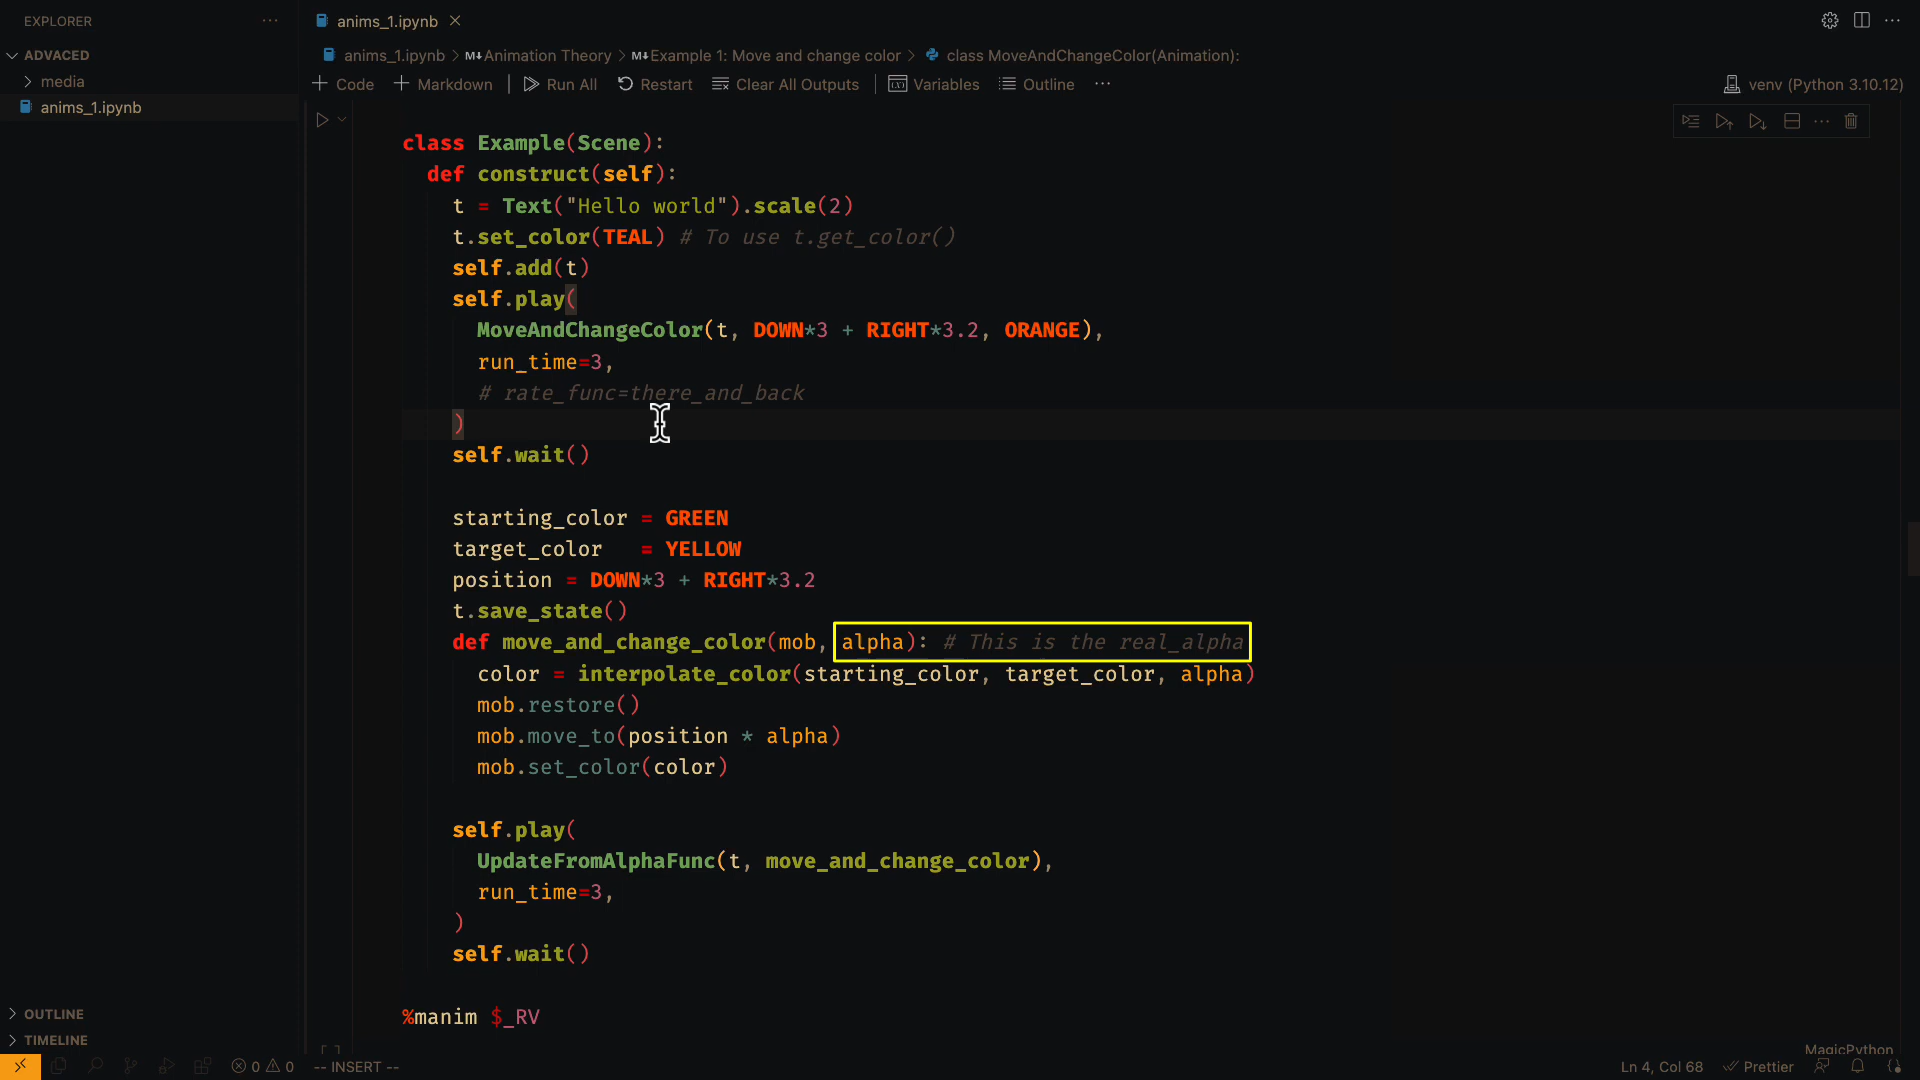 EXPLORER
ADVACED
media
anims_1.ipynb
anims_1.ipynb
anims_1.ipynb > M↓Animation Theory > M↓Example 1: Move and change color > class MoveAndChangeColor(Animation):
Code Markdown Run All Restart Clear All Outputs Variables Outline ...
venv (Python 3.10.12)
class Example(Scene):
def construct(self):
t = Text("Hello world").scale(2)
t.set_color(TEAL) # To use t.get_color()
self.add(t)
self.play(
MoveAndChangeColor(t, DOWN*3 + RIGHT*3.2, ORANGE),
run_time=3,
# rate_func=there_and_back
)
self.wait()
starting_color = GREEN
target_color = YELLOW
position = DOWN*3 + RIGHT*3.2
t.save_state()
def move_and_change_color(mob, alpha): # This is the real_alpha
color = interpolate_color(starting_color, target_color, alpha)
mob.restore()
mob.move_to(position * alpha)
mob.set_color(color)
self.play(
UpdateFromAlphaFunc(t, move_and_change_color),
run_time=3,
)
self.wait()
%manim $_RV
OUTLINE
TIMELINE
[ ]
MagicPython
0 0 -- INSERT --
Ln 4, Col 68 Prettier